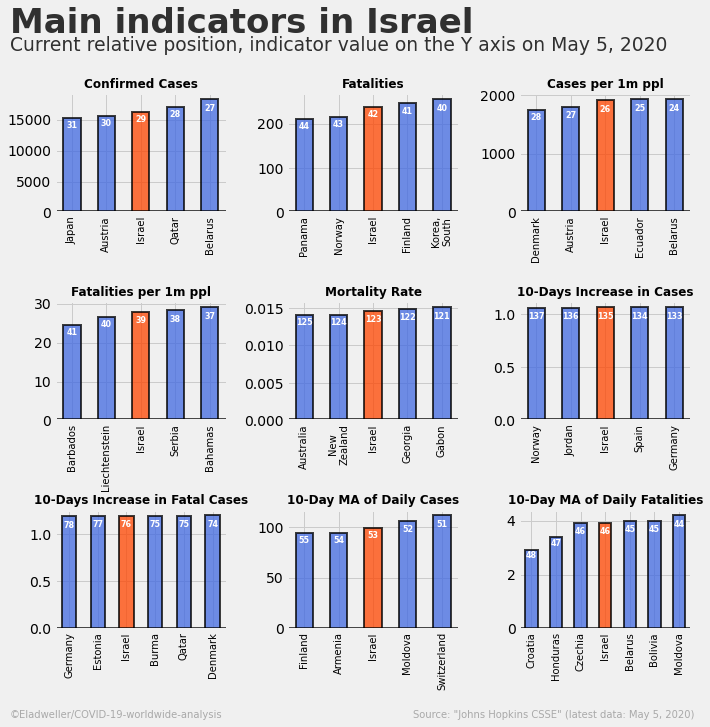 Main indicators in Israel
Current relative position, indicator value on the Y axis on May 5, 2020
Confirmed Cases
15000
10000
5000
0
31
30
29
28
27
Japan
Austria
Israel
Qatar
Belarus
Fatalities
200
100
0
44
43
42
41
40
Panama
Norway
Israel
Finland
Korea,
South
Cases per 1m ppl
2000
1000
0
28
27
26
25
24
Denmark
Austria
Israel
Ecuador
Belarus
Fatalities per 1m ppl
30
20
10
0
41
40
39
38
37
Barbados
Liechtenstein
Israel
Serbia
Bahamas
Mortality Rate
0.015
0.010
0.005
0.000
125
124
123
122
121
Australia
New
Zealand
Israel
Georgia
Gabon
10-Days Increase in Cases
1.0
0.5
0.0
137
136
135
134
133
Norway
Jordan
Israel
Spain
Germany
10-Days Increase in Fatal Cases
1.0
0.5
0.0
78
77
76
75
75
74
Germany
Estonia
Israel
Burma
Qatar
Denmark
10-Day MA of Daily Cases
100
50
0
55
54
53
52
51
Finland
Armenia
Israel
Moldova
Switzerland
10-Day MA of Daily Fatalities
4
2
0
48
47
46
46
45
45
44
Croatia
Honduras
Czechia
Israel
Belarus
Bolivia
Moldova
©Eladweller/COVID-19-worldwide-analysis
Source: "Johns Hopkins CSSE" (latest data: May 5, 2020)